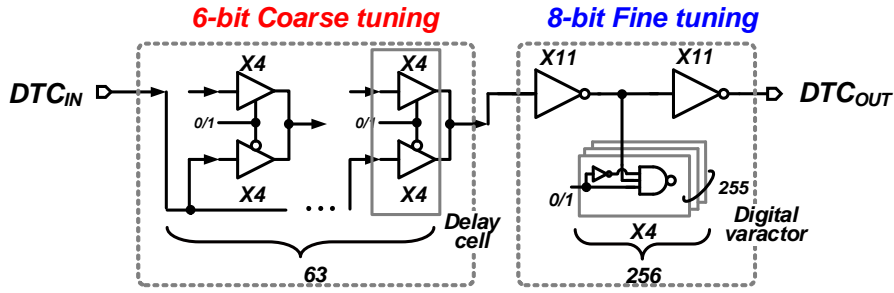 6-bit Coarse tuning
8-bit Fine tuning
X4
X4
X11
X11
DTCIN
DTCOUT
0/1
0/1
X4
X4
0/1
255
...
Delay
cell
X4
Digital
varactor
63
256